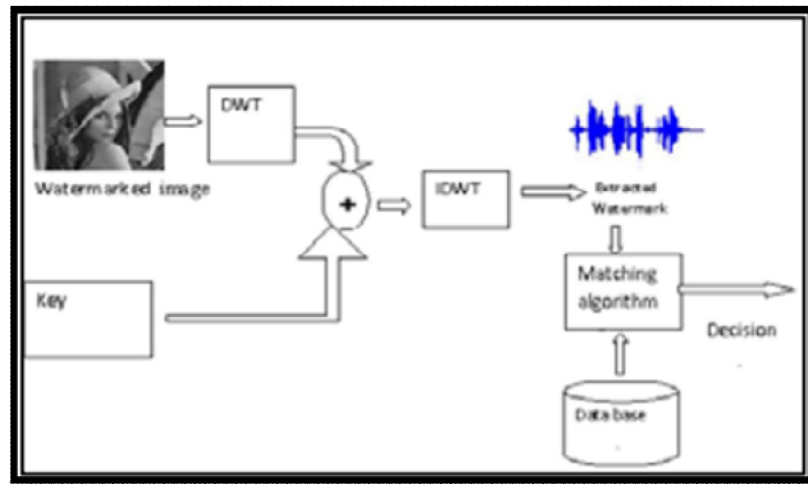 DWT
Watermarked image
+
IDWT
Extracted
Watermark
Key
Matching
algorithm
Decision
Data base